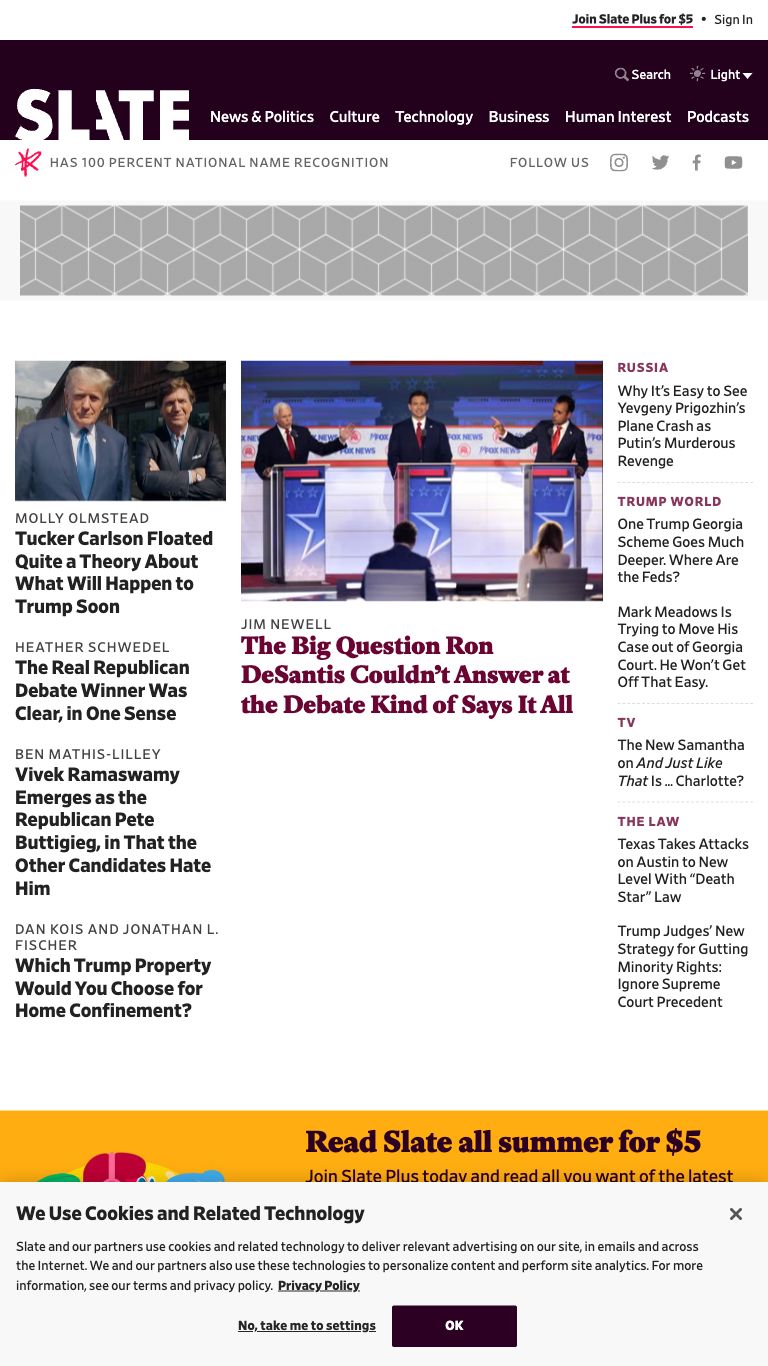 Join Slate Plus for $5 • Sign In
Search Light
SLATE
News & Politics Culture Technology Business Human Interest Podcasts
HAS 100 PERCENT NATIONAL NAME RECOGNITION
FOLLOW US
MOLLY OLMSTEAD
Tucker Carlson Floated
Quite a Theory About
What Will Happen to
Trump Soon
HEATHER SCHWEDEL
The Real Republican
Debate Winner Was
Clear, in One Sense
BEN MATHIS-LILLEY
Vivek Ramaswamy
Emerges as the
Republican Pete
Buttigieg, in That the
Other Candidates Hate
Him
DAN KOIS AND JONATHAN L.
FISCHER
Which Trump Property
Would You Choose for
Home Confinement?
JIM NEWELL
The Big Question Ron
DeSantis Couldn’t Answer at
the Debate Kind of Says It All
RUSSIA
Why It’s Easy to See
Yevgeny Prigozhin’s
Plane Crash as
Putin’s Murderous
Revenge
TRUMP WORLD
One Trump Georgia
Scheme Goes Much
Deeper. Where Are
the Feds?
Mark Meadows Is
Trying to Move His
Case out of Georgia
Court. He Won’t Get
Off That Easy.
TV
The New Samantha
on And Just Like
That Is … Charlotte?
THE LAW
Texas Takes Attacks
on Austin to New
Level With “Death
Star” Law
Trump Judges’ New
Strategy for Gutting
Minority Rights:
Ignore Supreme
Court Precedent
Read Slate all summer for $5
Join Slate Plus today and read all you want of the latest
We Use Cookies and Related Technology
Slate and our partners use cookies and related technology to deliver relevant advertising on our site, in emails and across
the Internet. We and our partners also use these technologies to personalize content and perform site analytics. For more
information, see our terms and privacy policy. Privacy Policy
No, take me to settings
OK